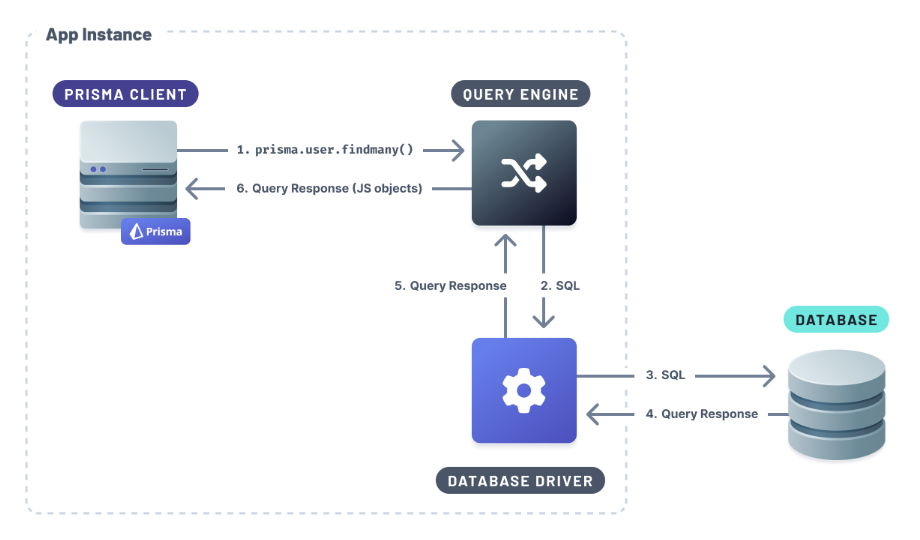 App Instance
PRISMA CLIENT
QUERY ENGINE
1. prisma.user.findmany()
6. Query Response (JS objects)
Prisma
5. Query Response
2. SQL
DATABASE
3. SQL
4. Query Response
DATABASE DRIVER